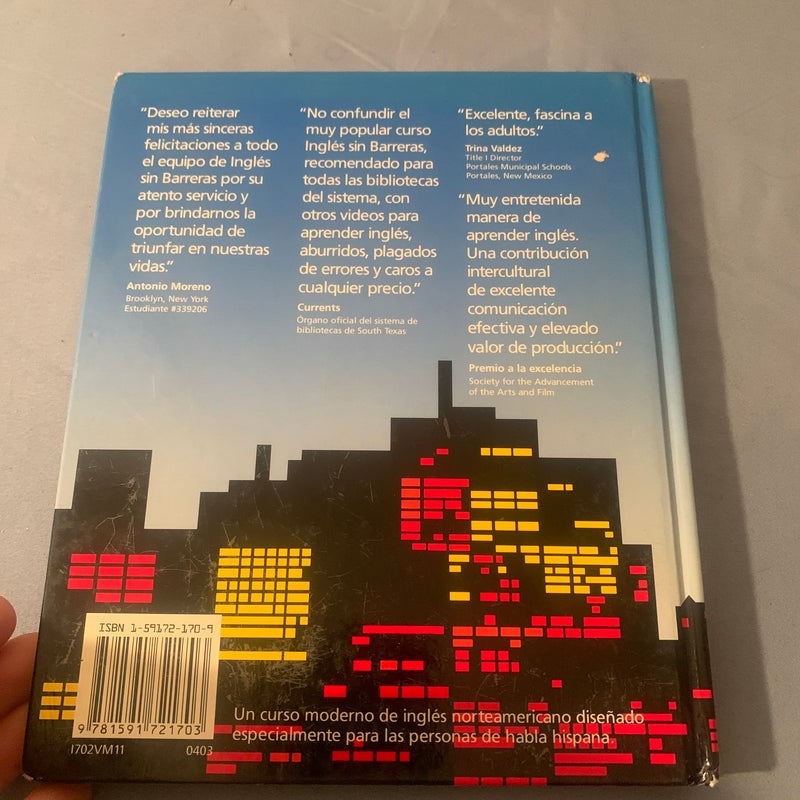 "Deseo reiterar
mis más sinceras
felicitaciones a todo
el equipo de Inglés
sin Barreras por su
atento servicio y
por brindarnos la
oportunidad de
triunfar en nuestras
vidas."
Antonio Moreno
Brooklyn, New York
Estudiante #339206
"No confundir el
muy popular curso
Inglés sin Barreras,
recomendado para
todas las bibliotecas
del sistema, con
otros videos para
aprender inglés,
aburridos, plagados
de errores y caros a
cualquier precio."
Currents
Órgano oficial del sistema de
bibliotecas de South Texas
"Excelente, fascina a
los adultos."
Trina Valdez
Title I Director
Portales Municipal Schools
Portales, New Mexico
"Muy entretenida
manera de
aprender inglés.
Una contribución
intercultural
de excelente
comunicación
efectiva y elevado
valor de producción."
Premio a la excelencia
Society for the Advancement
of the Arts and Film
ISBN 1-59172-170-9
9 781591 721703
I702VM11 0403
Un curso moderno de inglés norteamericano diseñado
especialmente para las personas de habla hispana.